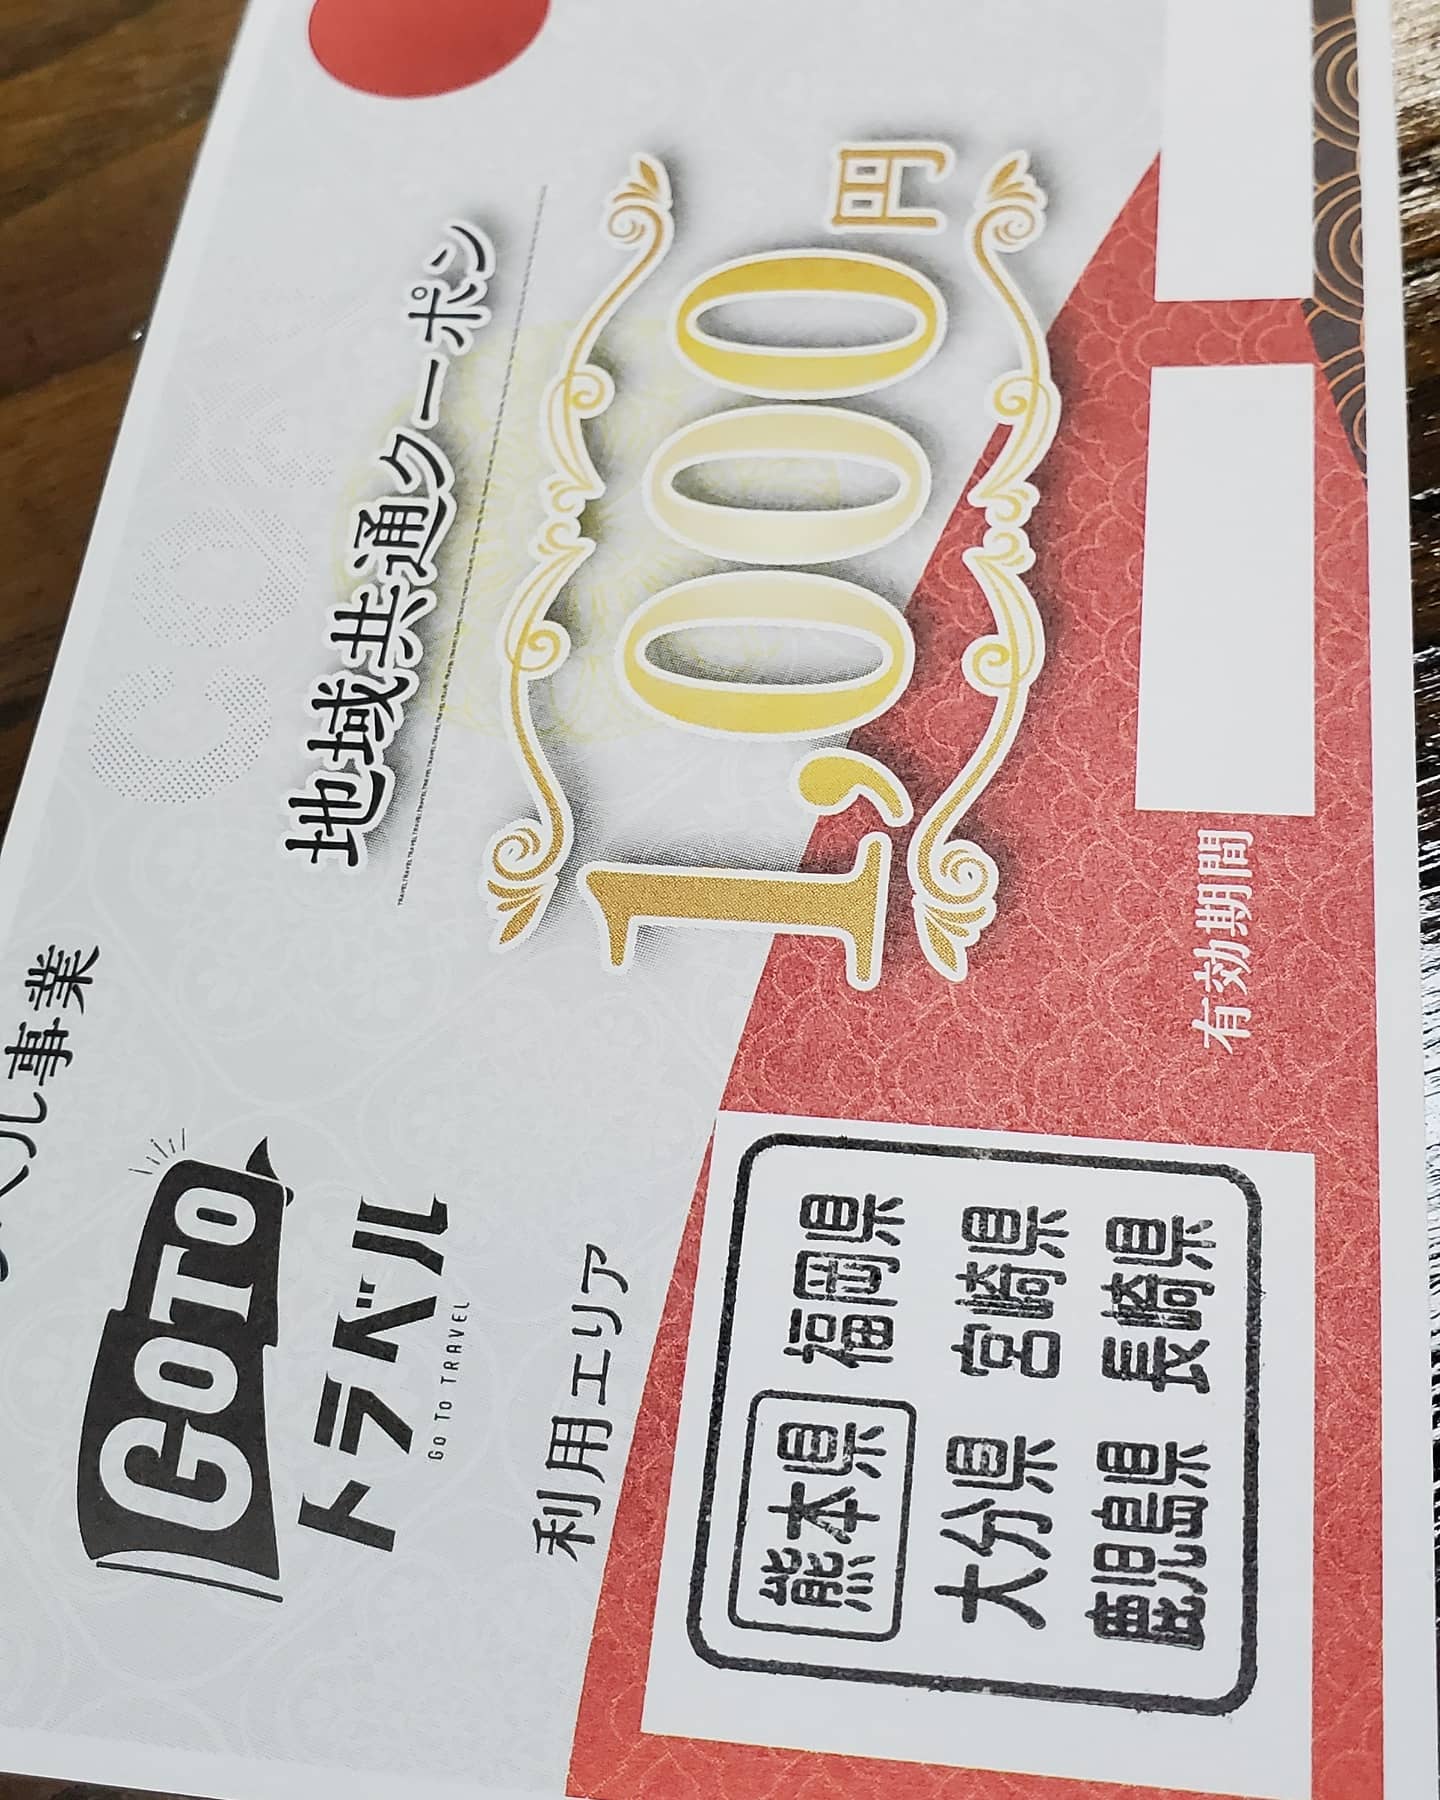 ル事業
GOTO
トラベル
GO TO TRAVEL
地域共通クーポン
1,000円
利用エリア
熊本県 福岡県
大分県 宮崎県
鹿児島県 長崎県
有効期間